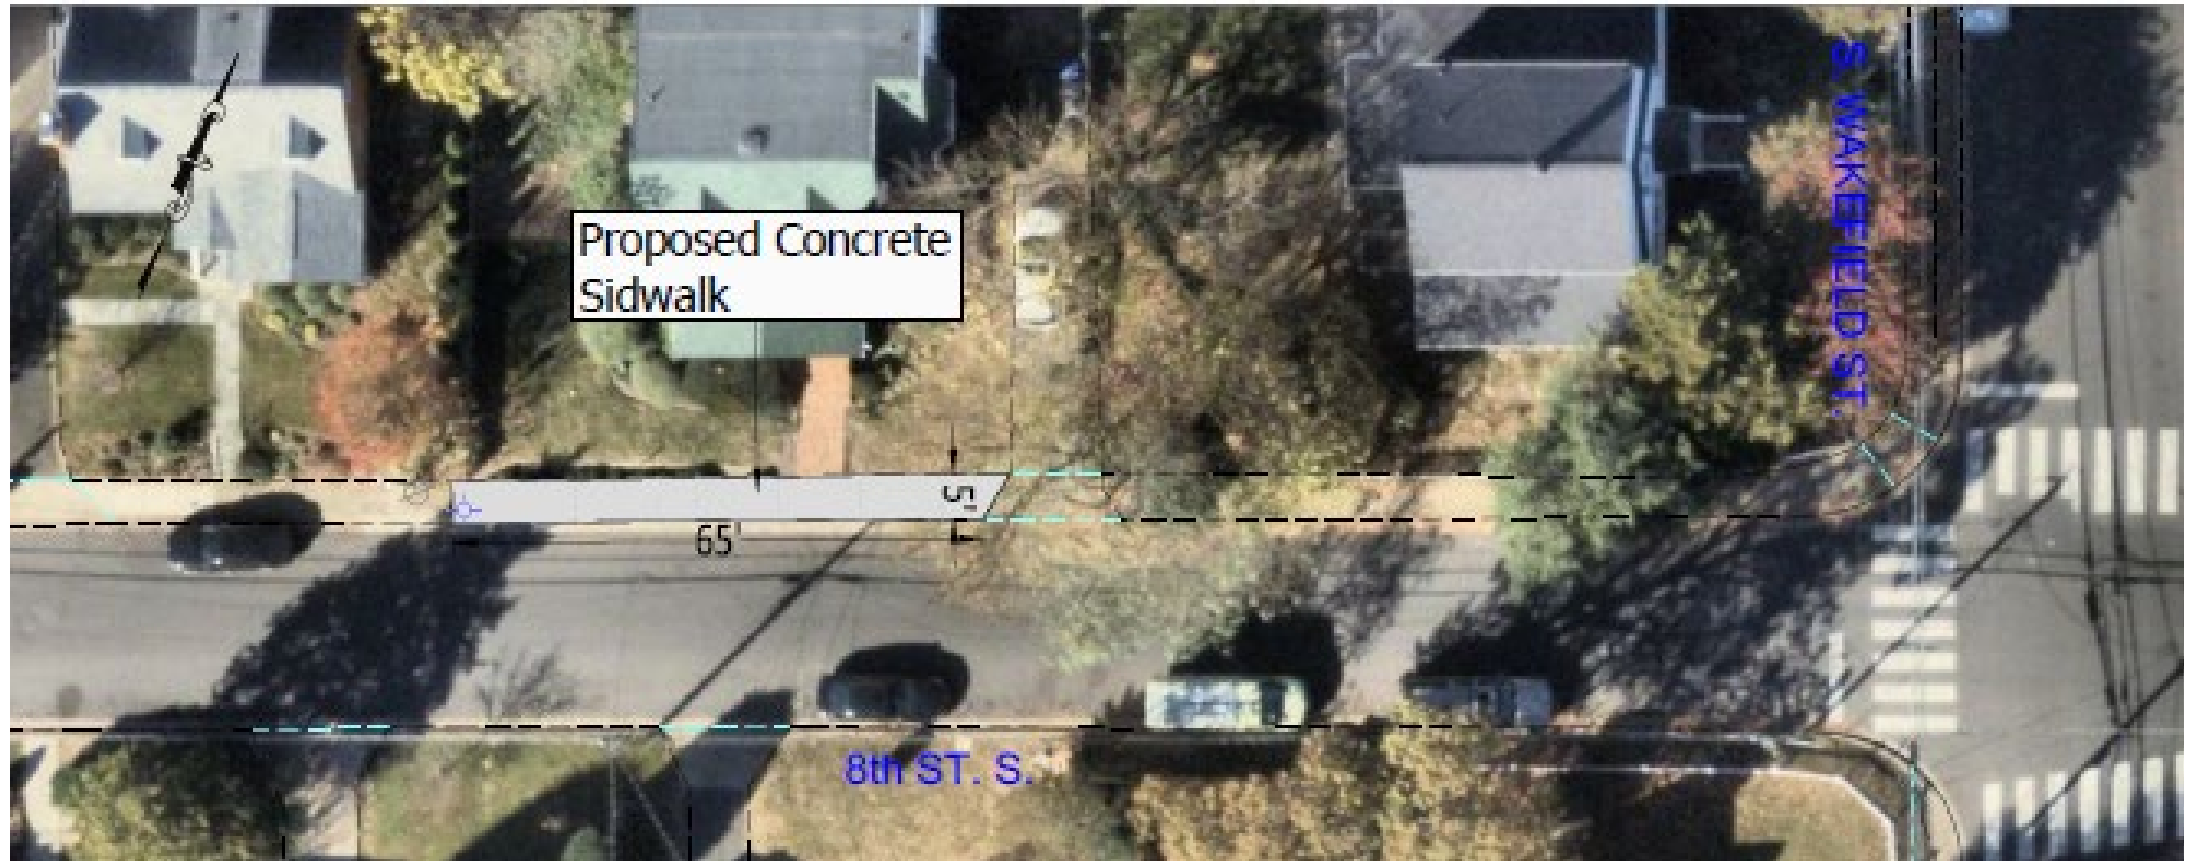 S. WAKEFIELD ST.
Proposed Concrete
Sidwalk
5'
65'
8th ST. S.